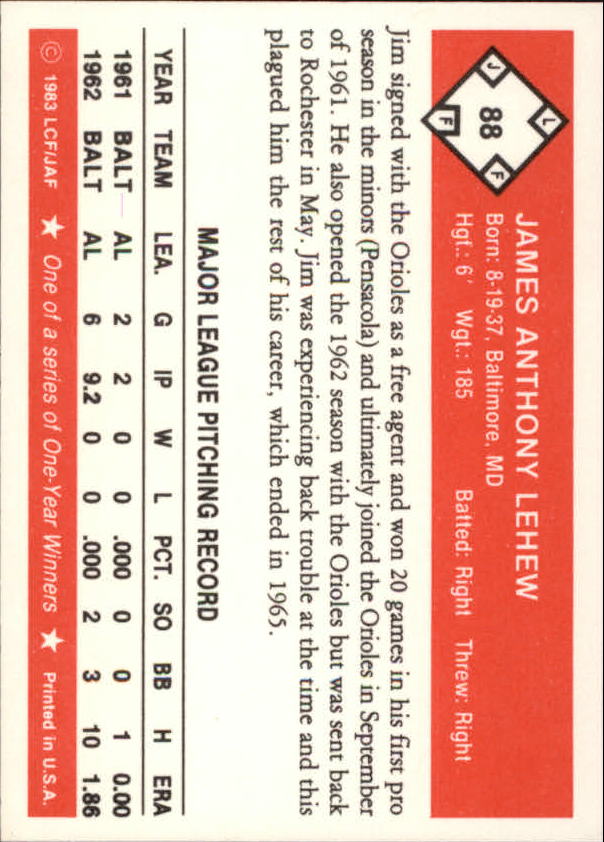 L
J 88 F
F
JAMES ANTHONY LEHEW
Born: 8-19-37, Baltimore, MD
Hgt.: 6' Wgt.: 185 Batted: Right Threw: Right
Jim signed with the Orioles as a free agent and won 20 games in his first pro
season in the minors (Pensacola) and ultimately joined the Orioles in September
of 1961. He also opened the 1962 season with the Orioles but was sent back
to Rochester in May. Jim was experiencing back trouble at the time and this
plagued him the rest of his career, which ended in 1965.
MAJOR LEAGUE PITCHING RECORD
YEAR TEAM LEA. G IP W L PCT. SO BB H ERA
1961 BALT AL 2 2 0 0 .000 0 0 1 0.00
1962 BALT AL 6 9.2 0 0 .000 2 3 10 1.86
© 1983 LCF/JAF ★ One of a series of One-Year Winners ★ Printed in U.S.A.